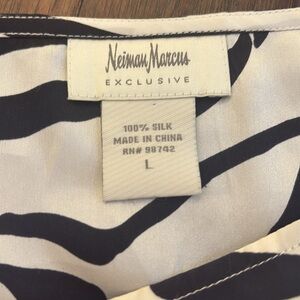 Neiman Marcus
EXCLUSIVE
100% SILK
MADE IN CHINA
RN# 98742
L